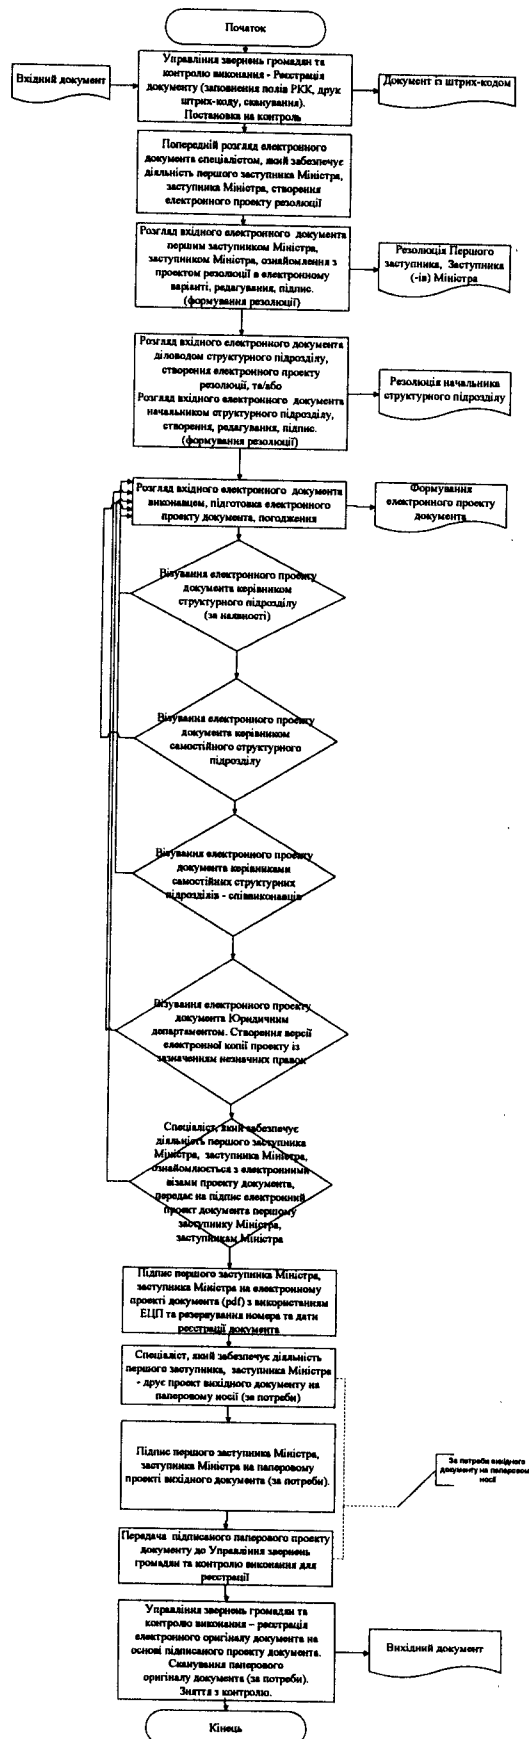 Початок
Вхідний документ
Управління звернень громадян та
контролю виконання - Реєстрація
документу (заповнення полів РКК, друк
штрих-коду, сканування).
Постановка на контроль
Документ із штрих-кодом
Попередній розгляд електронного
документа спеціалістом, який забезпечує
діяльність першого заступника Міністра,
заступника Міністра, створення
електронного проекту резолюції
Розгляд вхідного електронного документа
першим заступником Міністра,
заступником Міністра, ознайомлення з
проектом резолюції в електронному
варіанті, редагування, підпис.
(формування резолюції)
Резолюція Першого
заступника, Заступника
(-ів) Міністра
Розгляд вхідного електронного документа
діловодом структурного підрозділу,
створення електронного проекту
резолюції, та/або
Розгляд вхідного електронного документа
начальником структурного підрозділу,
створення, редагування, підпис.
(формування резолюції)
Резолюція начальника
структурного підрозділу
Розгляд вхідного електронного документа
виконавцем, підготовка електронного
проекту документа, погодження
Формування
електронного проекту
документа
Візування електронного проекту
документа керівником
структурного підрозділу
(за наявності)
Візування електронного проекту
документа керівником
самостійного структурного
підрозділу
Візування електронного проекту
документа керівниками
самостійних структурних
підрозділів - співвиконавців
Візування електронного проекту
документа Юридичним
департаментом. Створення версії
електронної копії проекту із
зазначенням незначних правок
Спеціаліст, який забезпечує
діяльність першого заступника
Міністра, заступника Міністра,
ознайомлюється з електронними
візами проекту документа,
передає на підпис електронний
проект документа першому
заступнику Міністра,
заступникам Міністра
Підпис першого заступника Міністра,
заступника Міністра на електронному
проекті документа (pdf) з використанням
ЕЦП та резервування номера та дати
реєстрації документа
Спеціаліст, який забезпечує діяльність
першого заступника, заступника Міністра
- друє проект вихідного документу на
паперовому носії (за потреби)
Підпис першого заступника Міністра,
заступника Міністра на паперовому
проекті вихідного документа (за потреби).
За потреби вихідного
документу на паперовому
носії
Передача підписаного паперового проекту
документу до Управління звернень
громадян та контролю виконання для
реєстрації
Управління звернень громадян та
контролю виконання – реєстрація
електронного оригіналу документа на
основі підписаного проекту документа.
Сканування паперового
оригіналу документа (за потреби).
Зняття з контролю.
Вихідний документ
Кінець